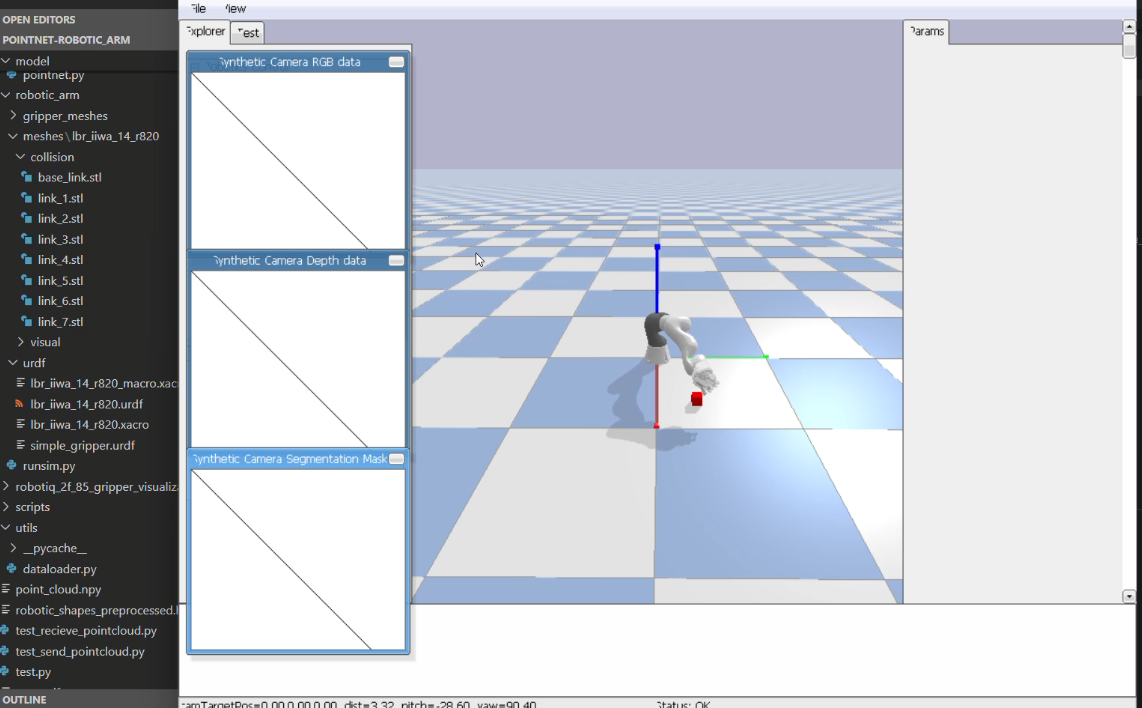 OPEN EDITORS
POINTNET-ROBOTIC_ARM
model
pointnet.py
robotic_arm
gripper_meshes
meshes\lbr_iiwa_14_r820
collision
base_link.stl
link_1.stl
link_2.stl
link_3.stl
link_4.stl
link_5.stl
link_6.stl
link_7.stl
visual
urdf
lbr_iiwa_14_r820_macro.xac
lbr_iiwa_14_r820.urdf
lbr_iiwa_14_r820.xacro
simple_gripper.urdf
runsim.py
robotiq_2f_85_gripper_visualiz
scripts
utils
__pycache__
dataloader.py
point_cloud.npy
robotic_shapes_preprocessed.
test_recieve_pointcloud.py
test_send_pointcloud.py
test.py
OUTLINE
File View
Explorer Test
Synthetic Camera RGB data
Synthetic Camera Depth data
Synthetic Camera Segmentation Mask
Params
camTargetPos=0.00,0.00,0.00, dist=3.32, pitch=-28.60, yaw=90.40
Status: OK